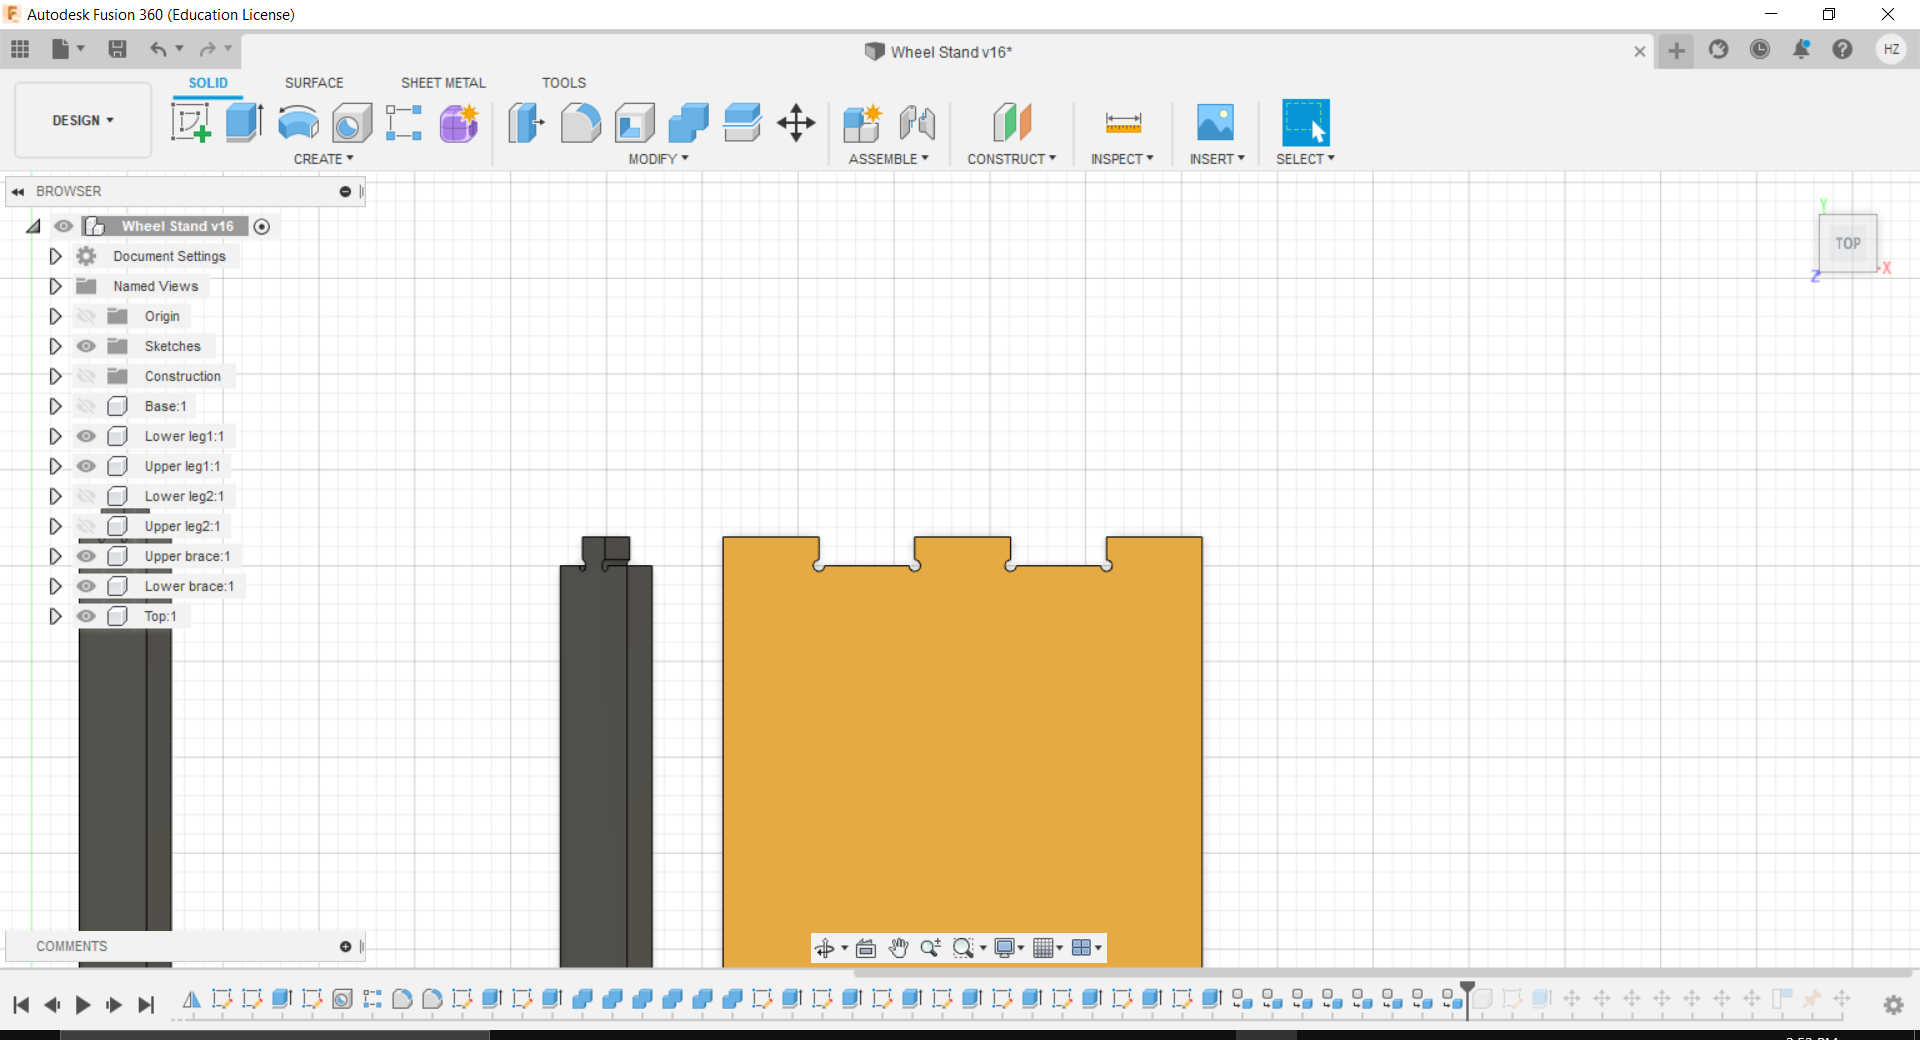 Autodesk Fusion 360 (Education License)
Wheel Stand v16*
HZ
SOLID SURFACE SHEET METAL TOOLS
DESIGN
CREATE MODIFY ASSEMBLE CONSTRUCT INSPECT INSERT SELECT
BROWSER
Wheel Stand v16
Document Settings
Named Views
Origin
Sketches
Construction
Base:1
Lower leg1:1
Upper leg1:1
Lower leg2:1
Upper leg2:1
Upper brace:1
Lower brace:1
Top:1
Y
TOP
Z
X
COMMENTS